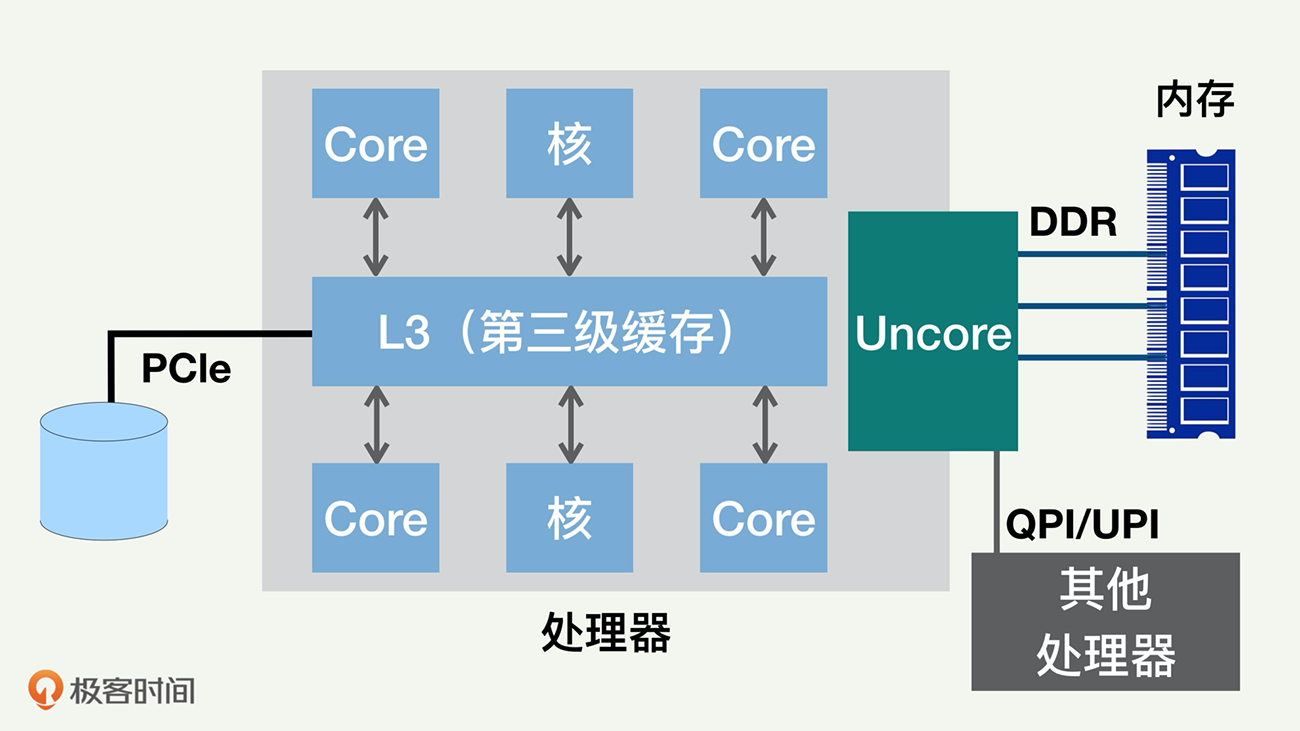 内存
Core
核
Core
DDR
L3（第三级缓存）
Uncore
PCIe
Core
核
Core
QPI/UPI
其他
处理器
处理器
极客时间